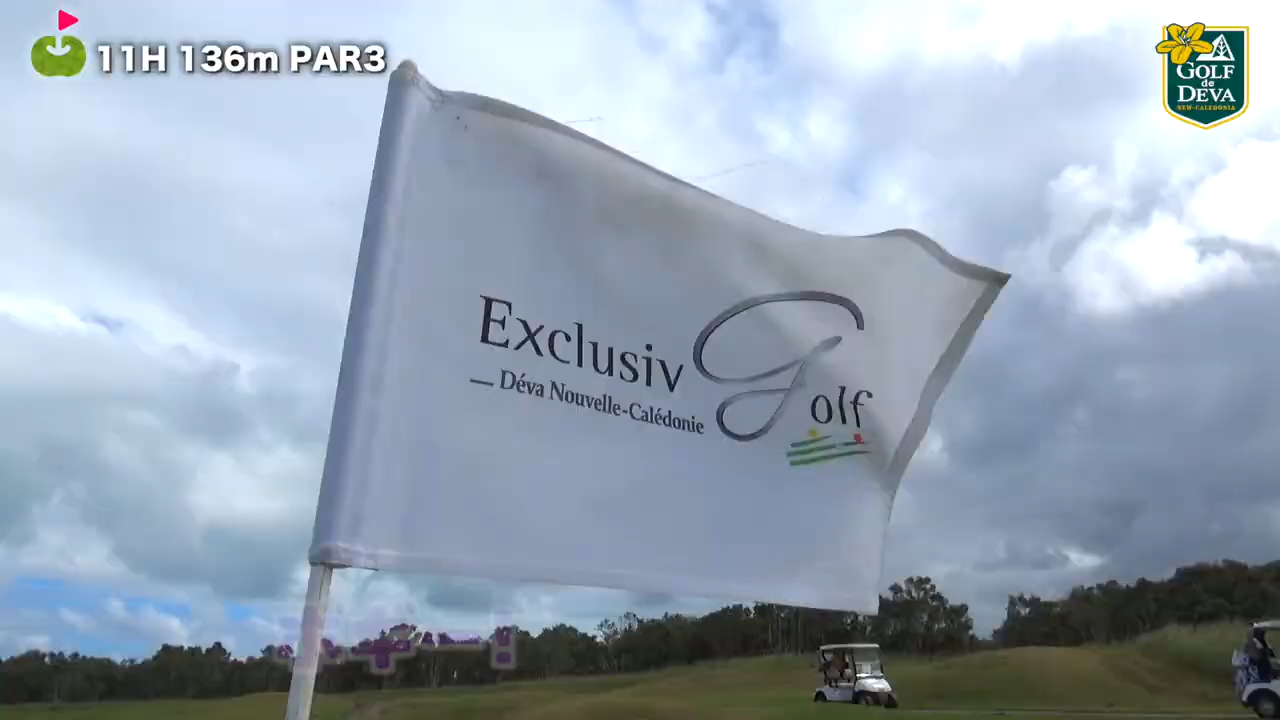 11H 136m PAR3
GOLF
de
DEVA
NEW-CALEDONIA
Exclusiv Golf
— Déva Nouvelle-Calédonie